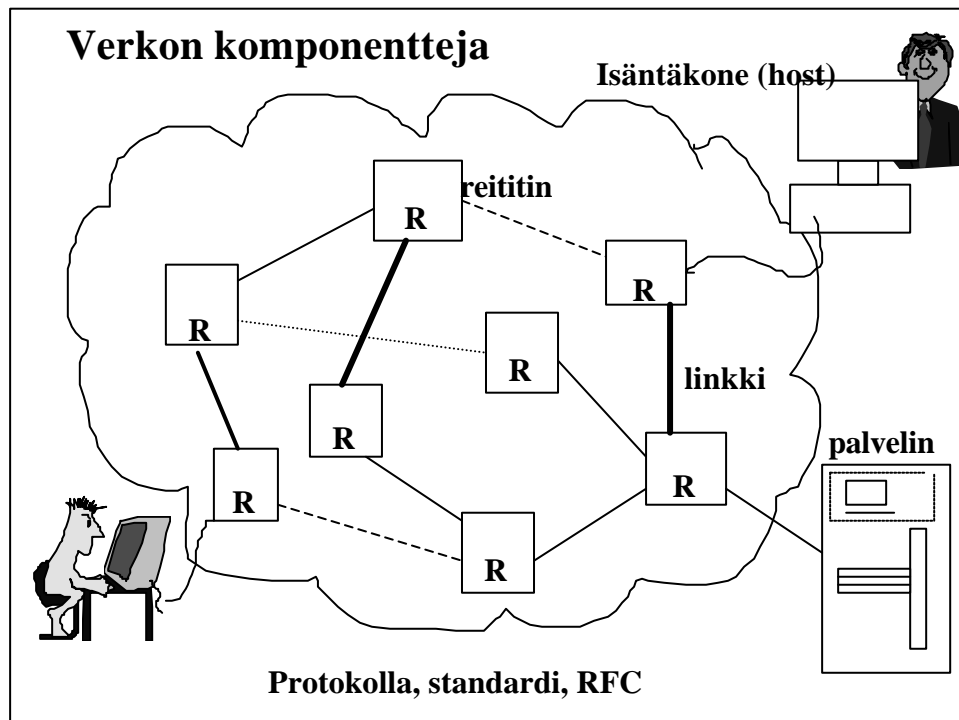 Verkon komponentteja
Isäntäkone (host)
reititin
R
R
R
R
linkki
R
palvelin
R
R
R
Protokolla, standardi, RFC